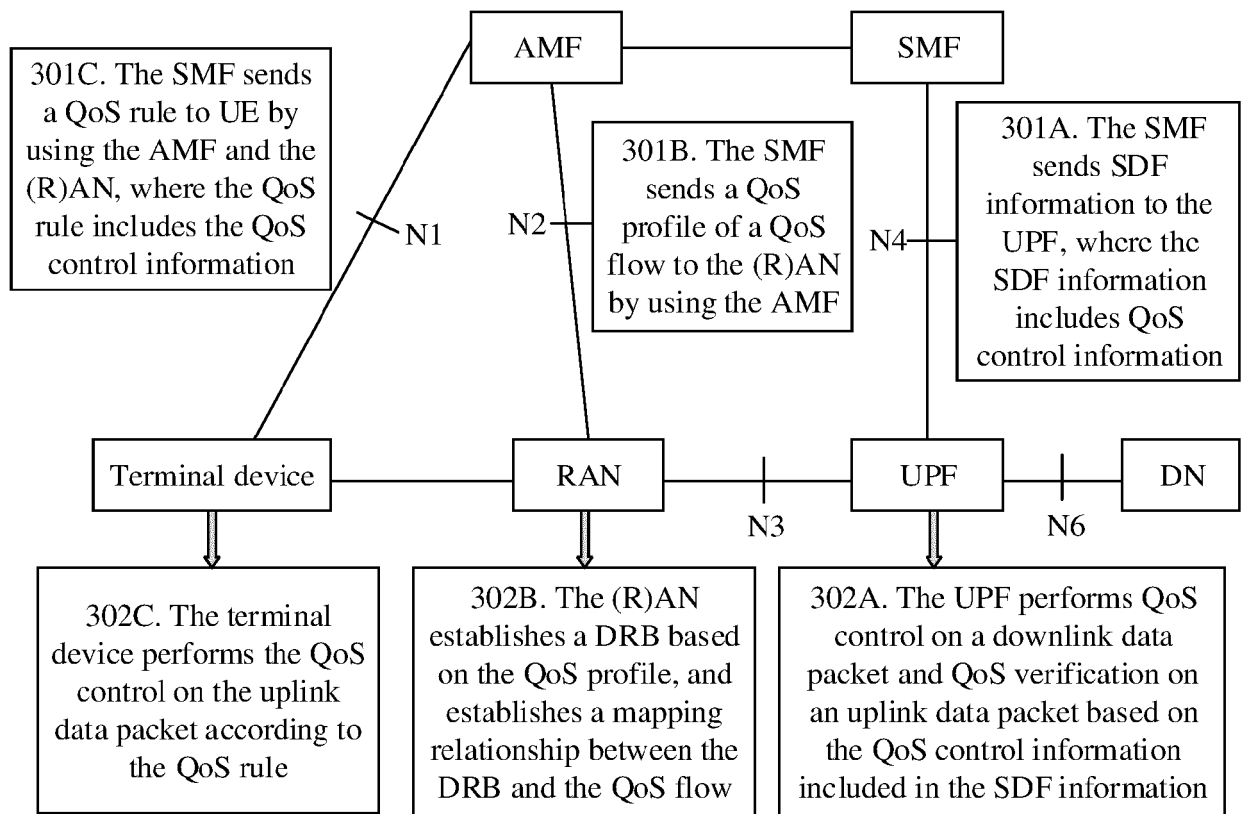 AMF
SMF
301C. The SMF sends
a QoS rule to UE by
using the AMF and the
(R)AN, where the QoS
rule includes the QoS
control information
N1
N2
301B. The SMF
sends a QoS
profile of a QoS
flow to the (R)AN
by using the AMF
N4
301A. The SMF
sends SDF
information to the
UPF, where the
SDF information
includes QoS
control information
Terminal device
RAN
UPF
DN
N3
N6
302C. The terminal
device performs the QoS
control on the uplink
data packet according to
the QoS rule
302B. The (R)AN
establishes a DRB based
on the QoS profile, and
establishes a mapping
relationship between the
DRB and the QoS flow
302A. The UPF performs QoS
control on a downlink data
packet and QoS verification on
an uplink data packet based on
the QoS control information
included in the SDF information